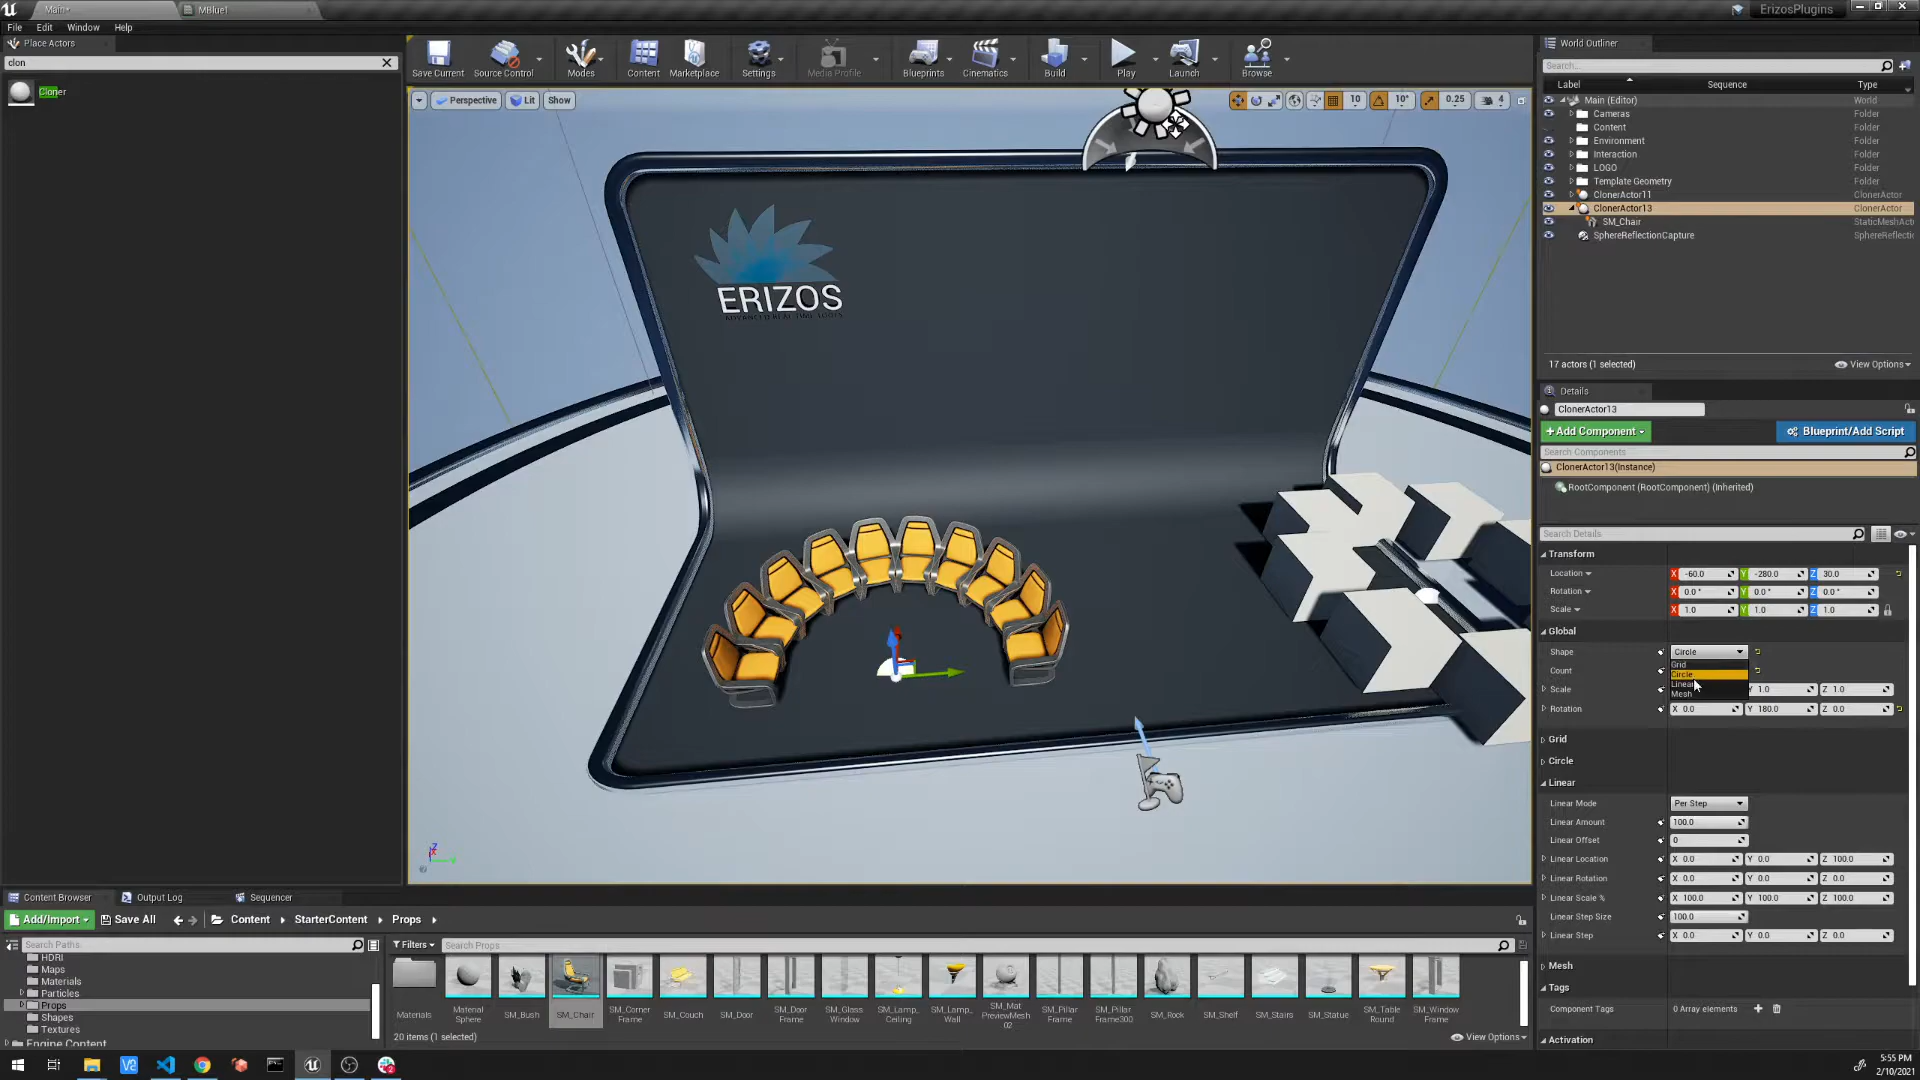 Main*
MBlue1
ErizosPlugins
File Edit Window Help
Place Actors
clon
Cloner
Save Current
Source Control
Modes
Content
Marketplace
Settings
Media Profile
Blueprints
Cinematics
Build
Play
Launch
Browse
Perspective
Lit
Show
10
10°
0.25
4
ERIZOS
ADVANCED REAL-TIME TOOLS
World Outliner
Search...
Label Sequence Type
Main (Editor) World
Cameras Folder
Content Folder
Environment Folder
Interaction Folder
LOGO Folder
Template Geometry Folder
ClonerActor11 ClonerActor
ClonerActor13 ClonerActor
SM_Chair StaticMeshAct
SphereReflectionCapture SphereReflecti
17 actors (1 selected)
View Options
Details
ClonerActor13
+Add Component
Blueprint/Add Script
Search Components
ClonerActor13(Instance)
RootComponent (RootComponent) (Inherited)
Search Details
Transform
Location X -60.0 Y -280.0 Z 30.0
Rotation X 0.0° Y 0.0° Z 0.0°
Scale X 1.0 Y 1.0 Z 1.0
Global
Shape Circle
Grid
Circle
Linear
Mesh
Count
Scale Y 1.0 Z 1.0
Rotation X 0.0 Y 180.0 Z 0.0
Grid
Circle
Linear
Linear Mode Per Step
Linear Amount 100.0
Linear Offset 0
Linear Location X 0.0 Y 0.0 Z 100.0
Linear Rotation X 0.0 Y 0.0 Z 0.0
Linear Scale % X 100.0 Y 100.0 Z 100.0
Linear Step Size 100.0
Linear Step X 0.0 Y 0.0 Z 0.0
Mesh
Tags
Component Tags 0 Array elements
Activation
Content Browser
Output Log
Sequencer
Add/Import
Save All
Content
StarterContent
Props
Search Paths
Filters
Search Props
HDRI
Maps
Materials
Particles
Props
Shapes
Textures
Engine Content
Materials
Material Sphere
SM_Bush
SM_Chair
SM_Corner Frame
SM_Couch
SM_Door
SM_Door Frame
SM_Glass Window
SM_Lamp_ Ceiling
SM_Lamp_ Wall
SM_Mat PreviewMesh 02
SM_Pillar Frame
SM_Pillar Frame300
SM_Rock
SM_Shelf
SM_Stairs
SM_Statue
SM_Table Round
SM_Window Frame
20 items (1 selected)
View Options
5:55 PM
2/10/2021